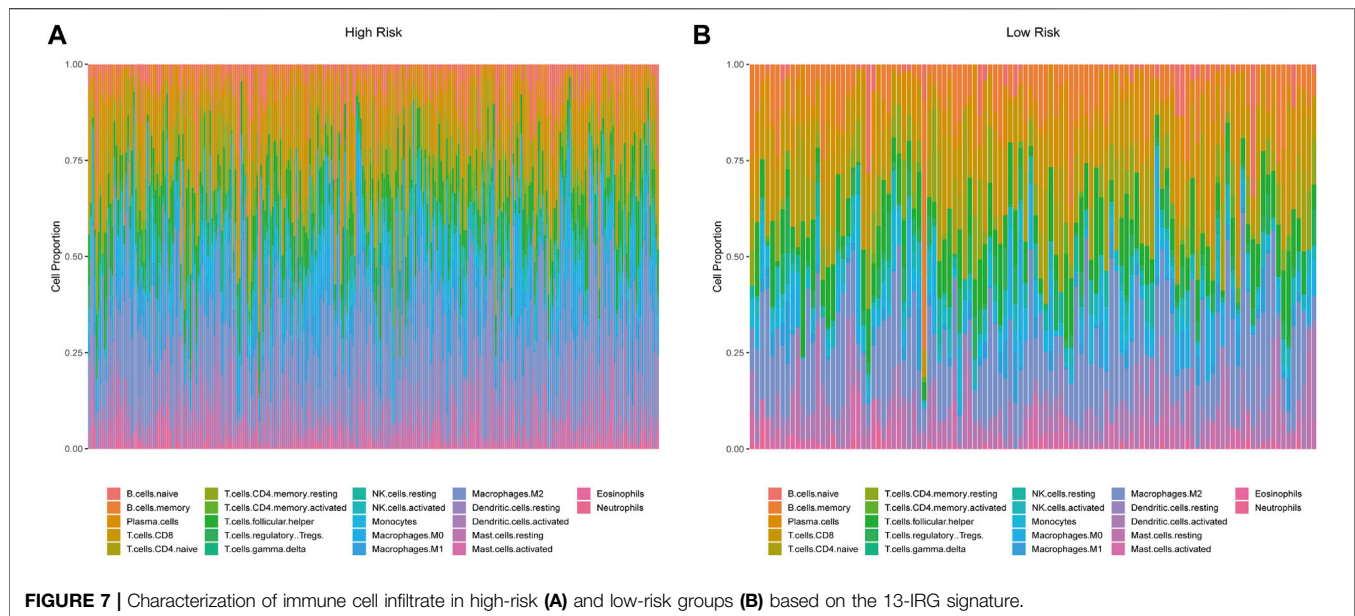 A
High Risk
1.00
0.75
0.50
0.25
0.00
Cell Proportion
B.cells.naive
B.cells.memory
Plasma.cells
T.cells.CD8
T.cells.CD4.naive
T.cells.CD4.memory.resting
T.cells.CD4.memory.activated
T.cells.follicular.helper
T.cells.regulatory..Tregs.
T.cells.gamma.delta
NK.cells.resting
NK.cells.activated
Monocytes
Macrophages.M0
Macrophages.M1
Macrophages.M2
Dendritic.cells.resting
Dendritic.cells.activated
Mast.cells.resting
Mast.cells.activated
Eosinophils
Neutrophils
B
Low Risk
1.00
0.75
0.50
0.25
0.00
Cell Proportion
B.cells.naive
B.cells.memory
Plasma.cells
T.cells.CD8
T.cells.CD4.naive
T.cells.CD4.memory.resting
T.cells.CD4.memory.activated
T.cells.follicular.helper
T.cells.regulatory..Tregs.
T.cells.gamma.delta
NK.cells.resting
NK.cells.activated
Monocytes
Macrophages.M0
Macrophages.M1
Macrophages.M2
Dendritic.cells.resting
Dendritic.cells.activated
Mast.cells.resting
Mast.cells.activated
Eosinophils
Neutrophils
FIGURE 7 | Characterization of immune cell infiltrate in high-risk (A) and low-risk groups (B) based on the 13-IRG signature.